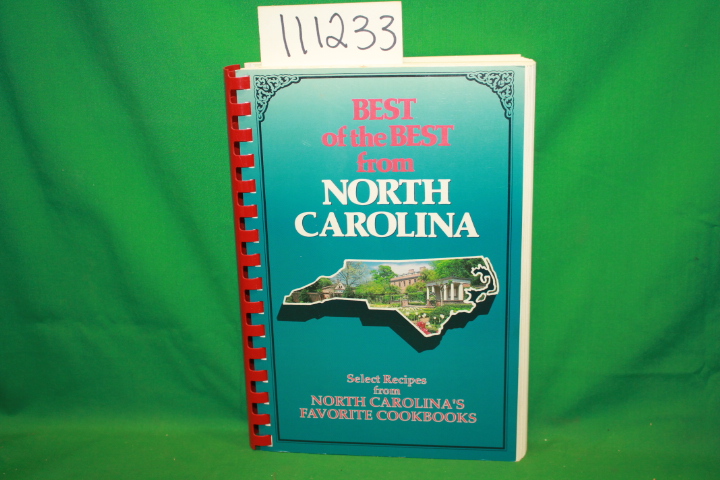 111233
BEST
of the BEST
from
NORTH
CAROLINA
Select Recipes
from
NORTH CAROLINA'S
FAVORITE COOKBOOKS